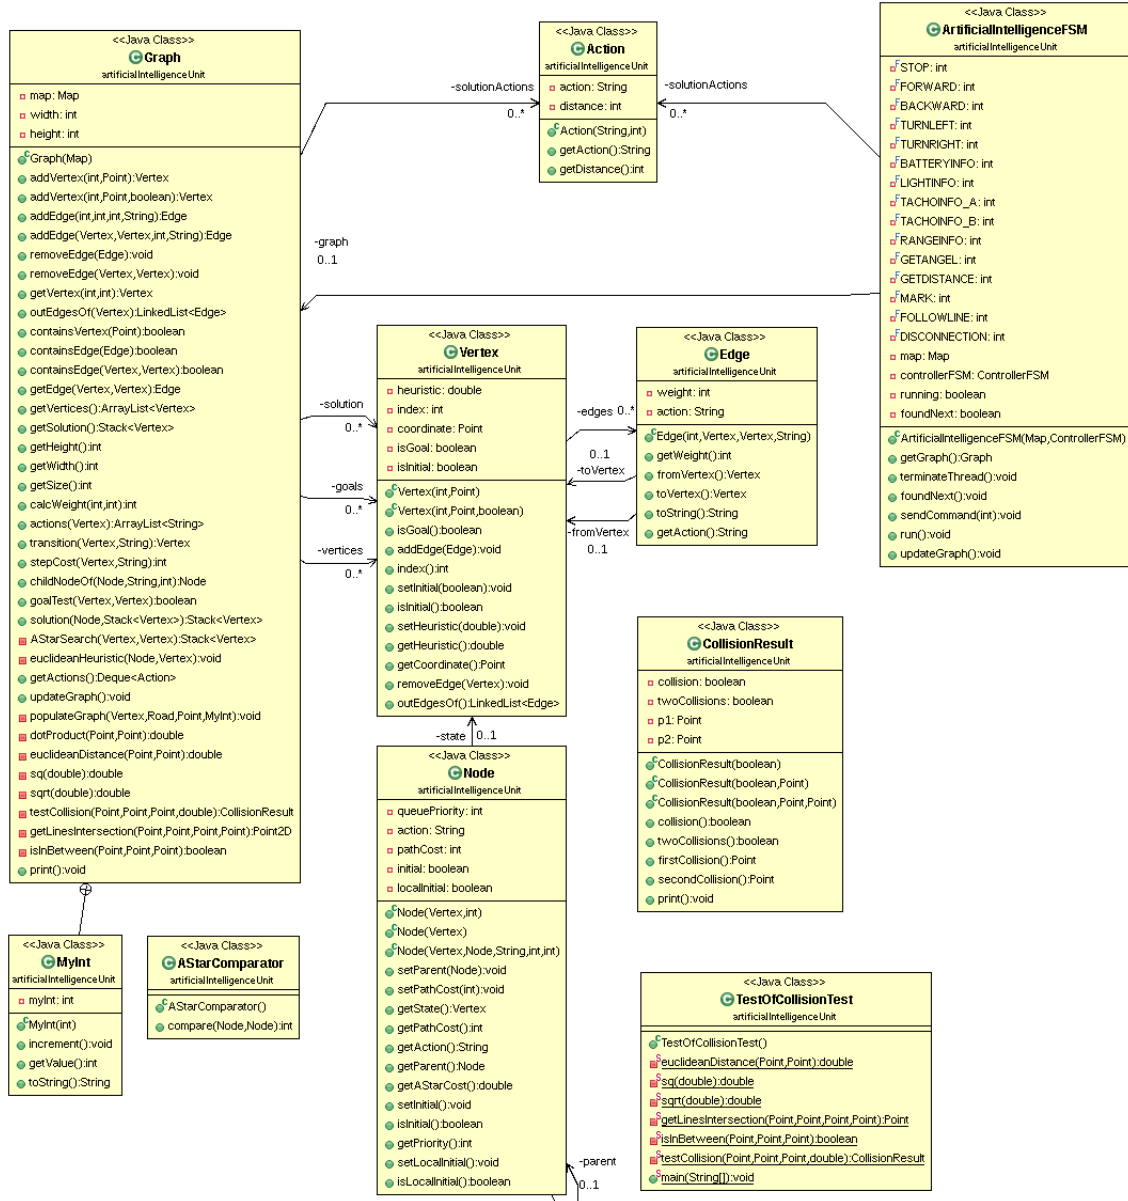 <<Java Class>>
Graph
artificialIntelligenceUnit
map: Map
width: int
height: int
Graph(Map)
addVertex(int,Point):Vertex
addVertex(int,Point,boolean):Vertex
addEdge(int,int,int,String):Edge
addEdge(Vertex,Vertex,int,String):Edge
removeEdge(Edge):void
removeEdge(Vertex,Vertex):void
getVertex(int,int):Vertex
outEdgesOf(Vertex):LinkedList<Edge>
containsVertex(Point):boolean
containsEdge(Edge):boolean
containsEdge(Vertex,Vertex):boolean
getEdge(Vertex,Vertex):Edge
getVertices():ArrayList<Vertex>
getSolution():Stack<Vertex>
getHeight():int
getWidth():int
getSize():int
calcWeight(int,int):int
actions(Vertex):ArrayList<String>
transition(Vertex,String):Vertex
stepCost(Vertex,String):int
childNodeOf(Node,String,int):Node
goalTest(Vertex,Vertex):boolean
solution(Node,Stack<Vertex>):Stack<Vertex>
AStarSearch(Vertex,Vertex):Stack<Vertex>
euclideanHeuristic(Node,Vertex):void
getActions():Deque<Action>
updateGraph():void
populateGraph(Vertex,Road,Point,MyInt):void
dotProduct(Point,Point):double
euclideanDistance(Point,Point):double
sq(double):double
sqrt(double):double
testCollision(Point,Point,Point,double):CollisionResult
getLinesIntersection(Point,Point,Point,Point):Point2D
isInBetween(Point,Point,Point):boolean
print():void
<<Java Class>>
Action
artificialIntelligenceUnit
action: String
distance: int
Action(String,int)
getAction():String
getDistance():int
-solutionActions
0..*
-solutionActions
0..*
<<Java Class>>
ArtificialIntelligenceFSM
artificialIntelligenceUnit
STOP: int
FORWARD: int
BACKWARD: int
TURNLEFT: int
TURNRIGHT: int
BATTERYINFO: int
LIGHTINFO: int
TACHOINFO_A: int
TACHOINFO_B: int
RANGEINFO: int
GETANGEL: int
GETDISTANCE: int
MARK: int
FOLLOWLINE: int
DISCONNECTION: int
map: Map
controllerFSM: ControllerFSM
running: boolean
foundNext: boolean
ArtificialIntelligenceFSM(Map,ControllerFSM)
getGraph():Graph
terminateThread():void
foundNext():void
sendCommand(int):void
run():void
updateGraph():void
-graph
0..1
<<Java Class>>
Vertex
artificialIntelligenceUnit
heuristic: double
index: int
coordinate: Point
isGoal: boolean
isInitial: boolean
Vertex(int,Point)
Vertex(int,Point,boolean)
isGoal():boolean
addEdge(Edge):void
index():int
setInitial(boolean):void
isInitial():boolean
setHeuristic(double):void
getHeuristic():double
getCoordinate():Point
removeEdge(Vertex):void
outEdgesOf():LinkedList<Edge>
-solution
0..*
-goals
0..*
-vertices
0..*
<<Java Class>>
Edge
artificialIntelligenceUnit
weight: int
action: String
Edge(int,Vertex,Vertex,String)
getWeight():int
fromVertex():Vertex
toVertex():Vertex
toString():String
getAction():String
-edges 0..*
0..1
-toVertex
-fromVertex
0..1
<<Java Class>>
CollisionResult
artificialIntelligenceUnit
collision: boolean
twoCollisions: boolean
p1: Point
p2: Point
CollisionResult(boolean)
CollisionResult(boolean,Point)
CollisionResult(boolean,Point,Point)
collision():boolean
twoCollisions():boolean
firstCollision():Point
secondCollision():Point
print():void
-state 0..1
<<Java Class>>
Node
artificialIntelligenceUnit
queuePriority: int
action: String
pathCost: int
initial: boolean
localInitial: boolean
Node(Vertex,int)
Node(Vertex)
Node(Vertex,Node,String,int,int)
setParent(Node):void
setPathCost(int):void
getState():Vertex
getPathCost():int
getAction():String
getParent():Node
getAStarCost():double
setInitial():void
isInitial():boolean
getPriority():int
setLocalInitial():void
isLocalInitial():boolean
-parent
0..1
<<Java Class>>
MyInt
artificialIntelligenceUnit
myInt: int
MyInt(int)
increment():void
getValue():int
toString():String
<<Java Class>>
AStarComparator
artificialIntelligenceUnit
AStarComparator()
compare(Node,Node):int
<<Java Class>>
TestOfCollisionTest
artificialIntelligenceUnit
TestOfCollisionTest()
euclideanDistance(Point,Point):double
sq(double):double
sqrt(double):double
getLinesIntersection(Point,Point,Point,Point):Point
isInBetween(Point,Point,Point):boolean
testCollision(Point,Point,Point,double):CollisionResult
main(String[]):void